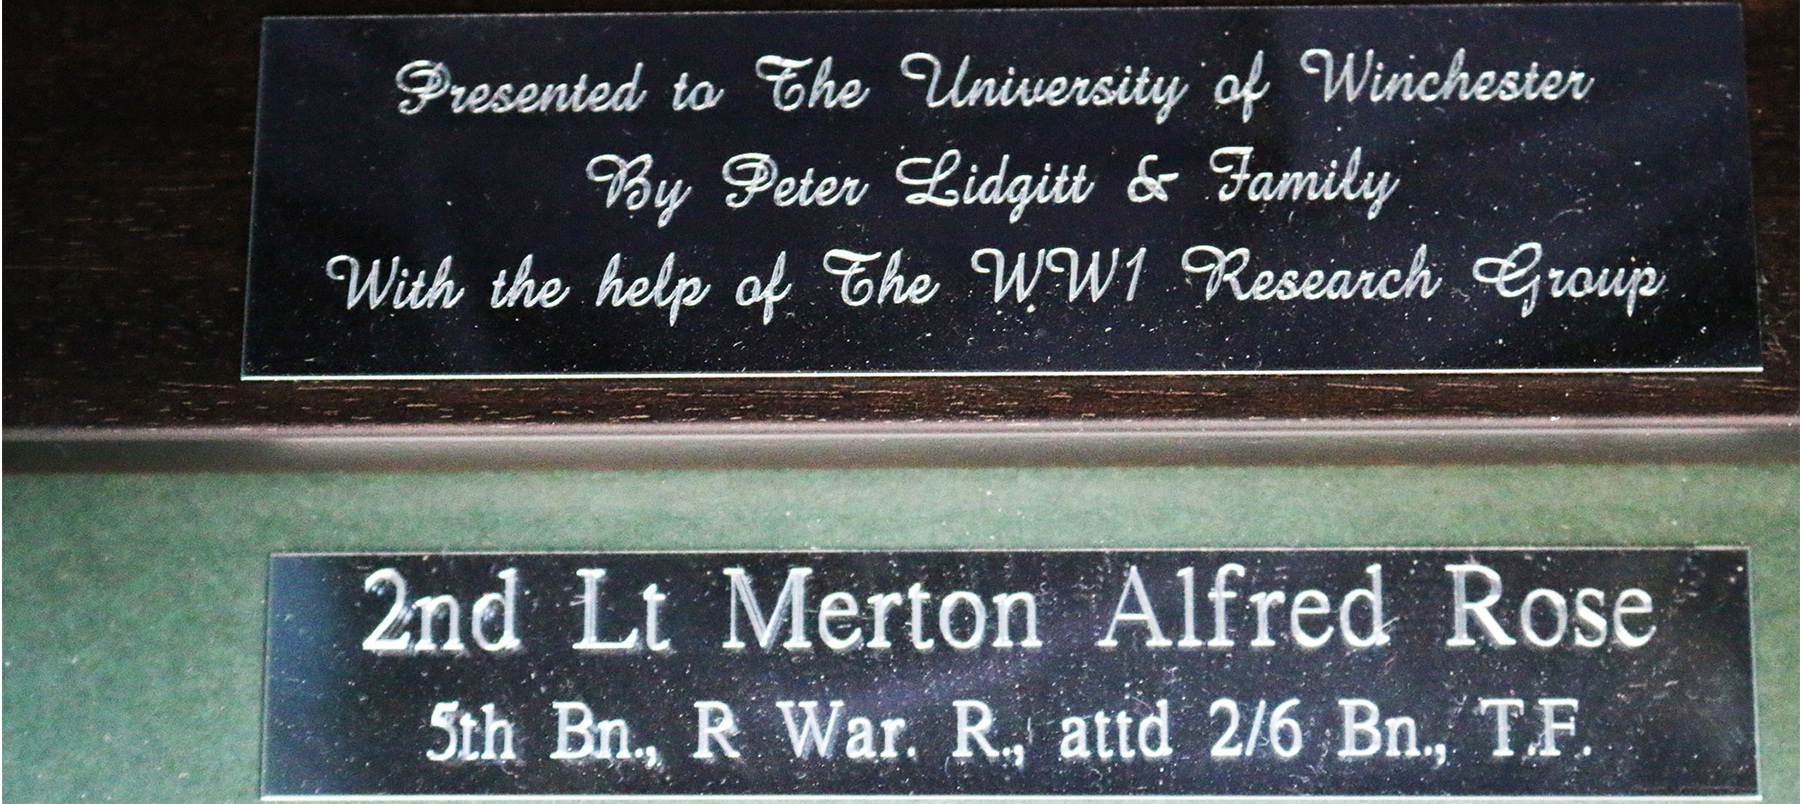 Presented to The University of Winchester
By Peter Lidgitt & Family
With the help of The WW1 Research Group
2nd Lt Merton Alfred Rose
5th Bn., R War. R., attd 2/6 Bn., T.F.